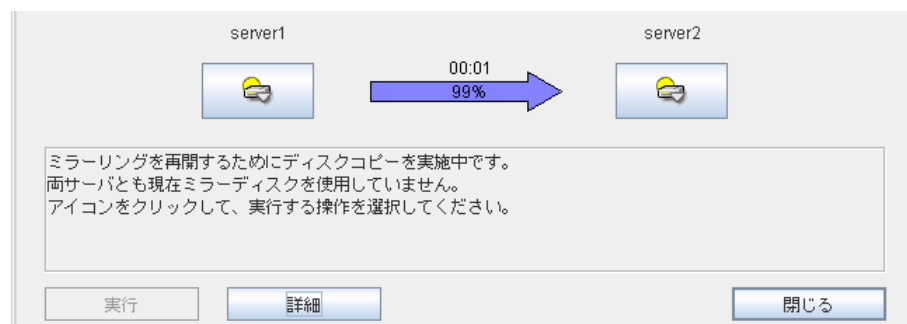 server1
server2
00:01
99%
ミラーリングを再開するためにディスクコピーを実施中です。
両サーバとも現在ミラーディスクを使用していません。
アイコンをクリックして、実行する操作を選択してください。
実行
詳細
閉じる